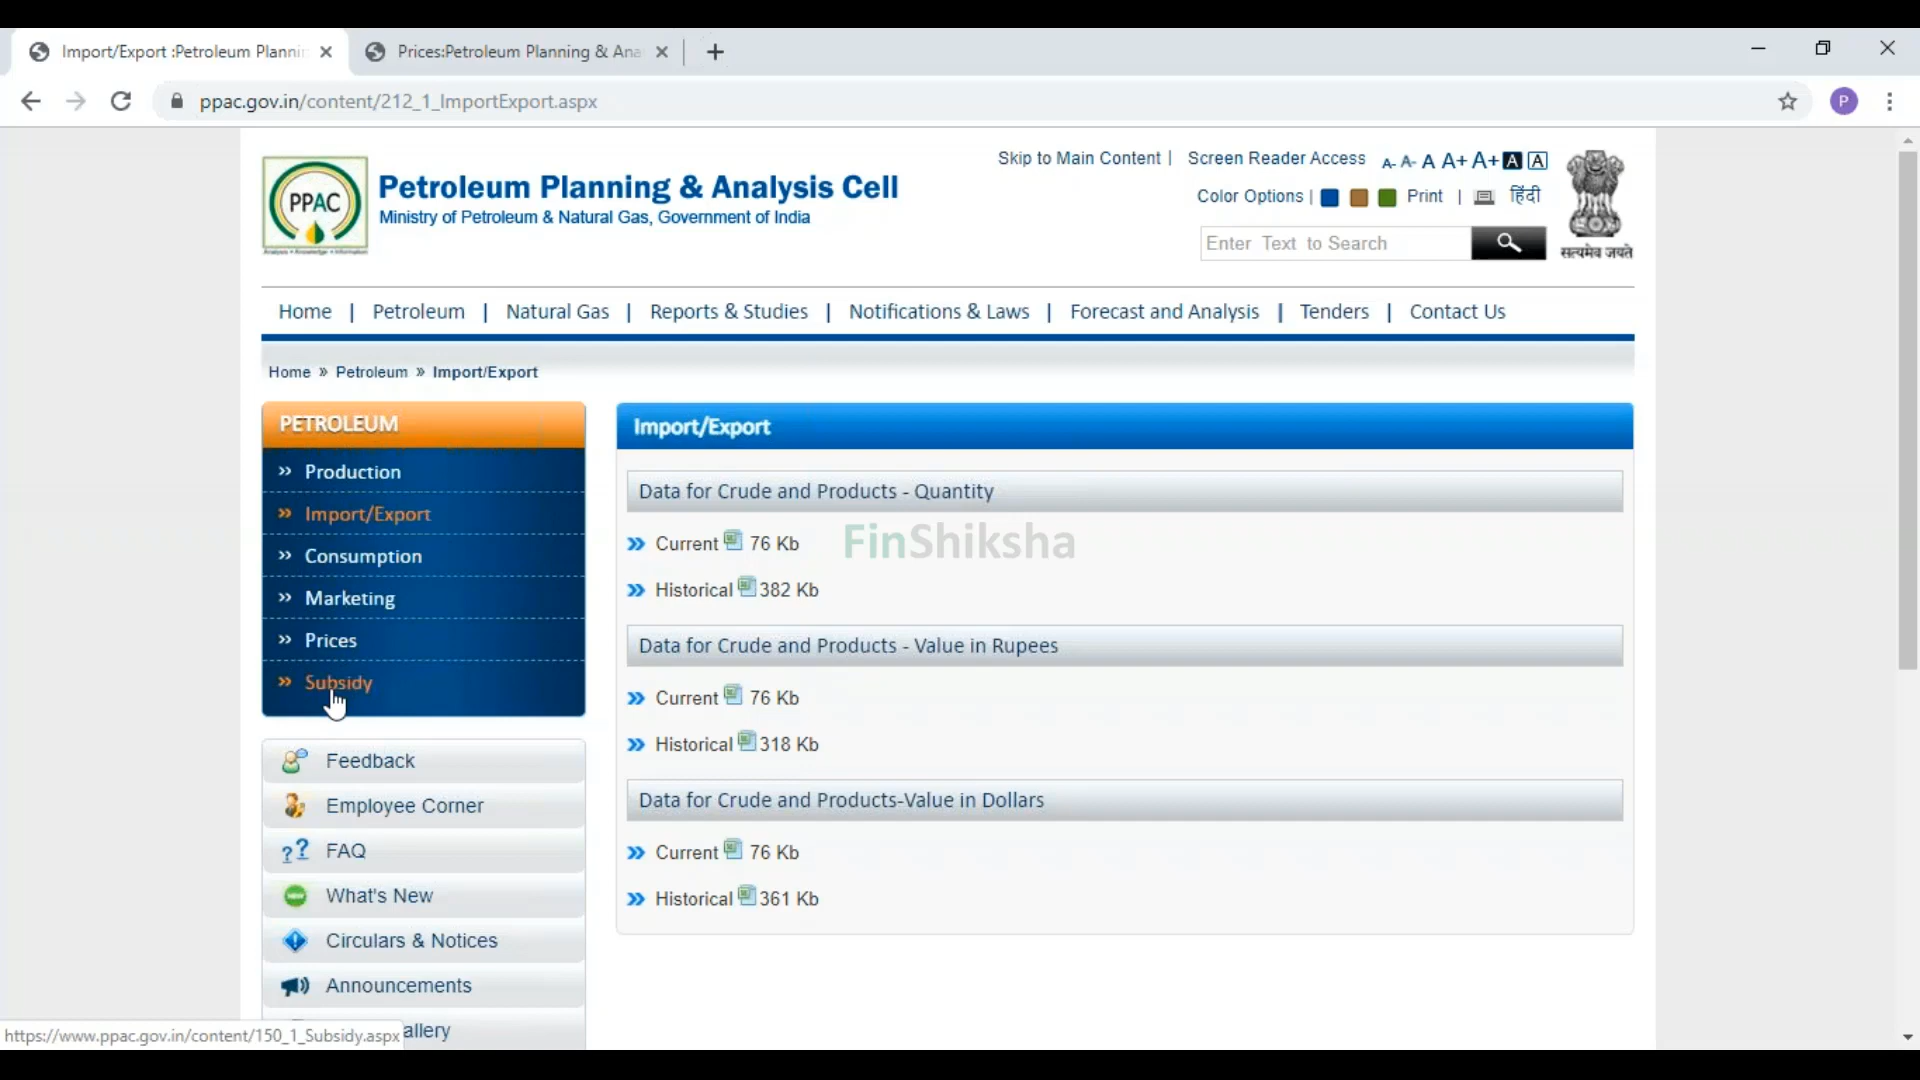 Import/Export :Petroleum Plannin
Prices:Petroleum Planning & Ana
ppac.gov.in/content/212_1_ImportExport.aspx
P
Skip to Main Content |
Screen Reader Access
A- A- A A+ A+ A A
PPAC
Petroleum Planning & Analysis Cell
Ministry of Petroleum & Natural Gas, Government of India
Color Options |
Print |
हिंदी
Enter Text to Search
सत्यमेव जयते
Home | Petroleum | Natural Gas | Reports & Studies | Notifications & Laws | Forecast and Analysis | Tenders | Contact Us
Home » Petroleum » Import/Export
PETROLEUM
» Production
» Import/Export
» Consumption
» Marketing
» Prices
» Subsidy
Feedback
Employee Corner
?? FAQ
What's New
Circulars & Notices
Announcements
allery
https://www.ppac.gov.in/content/150_1_Subsidy.aspx
Import/Export
Data for Crude and Products - Quantity
» Current 76 Kb
FinShiksha
» Historical 382 Kb
Data for Crude and Products - Value in Rupees
» Current 76 Kb
» Historical 318 Kb
Data for Crude and Products-Value in Dollars
» Current 76 Kb
» Historical 361 Kb